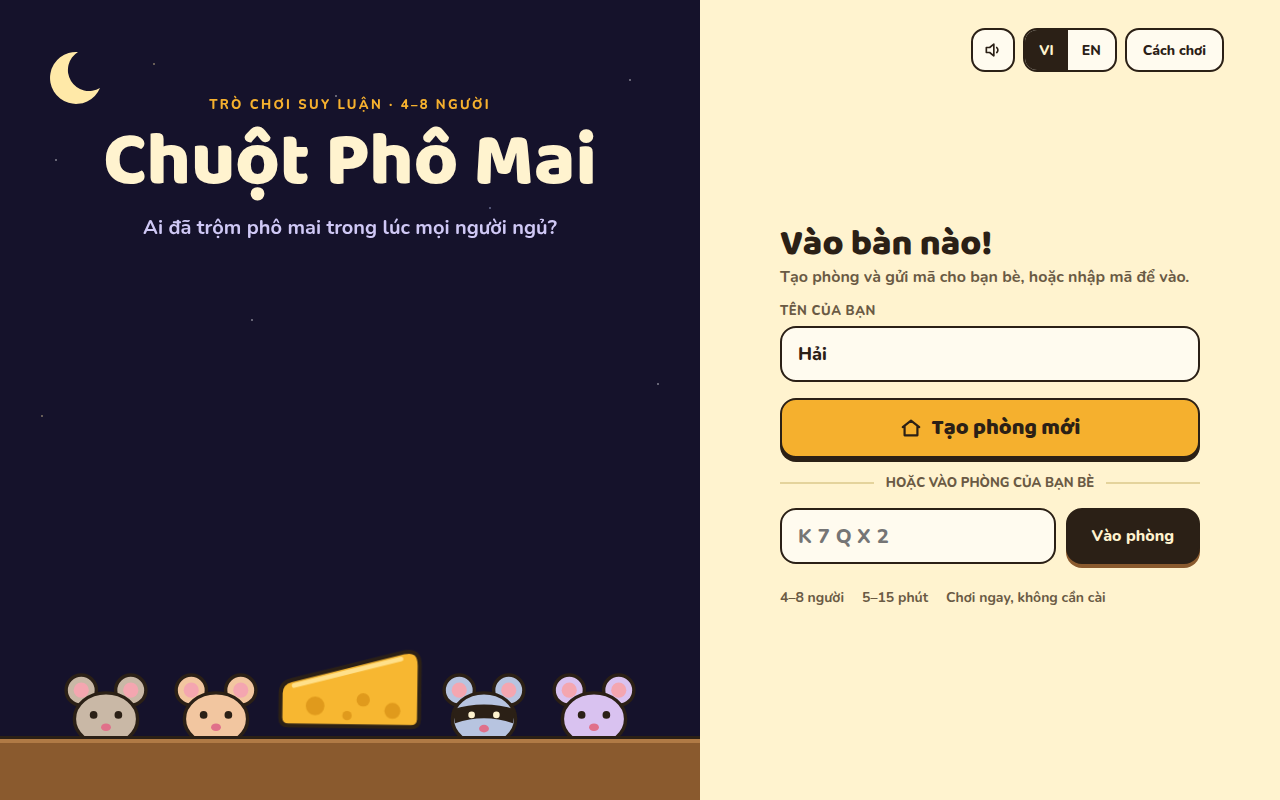 TRÒ CHƠI SUY LUẬN · 4–8 NGƯỜI
Chuột Phô Mai
Ai đã trộm phô mai trong lúc mọi người ngủ?
VI
EN
Cách chơi
Vào bàn nào!
Tạo phòng và gửi mã cho bạn bè, hoặc nhập mã để vào.
TÊN CỦA BẠN
Hải
Tạo phòng mới
HOẶC VÀO PHÒNG CỦA BẠN BÈ
K7QX2
Vào phòng
4–8 người
5–15 phút
Chơi ngay, không cần cài